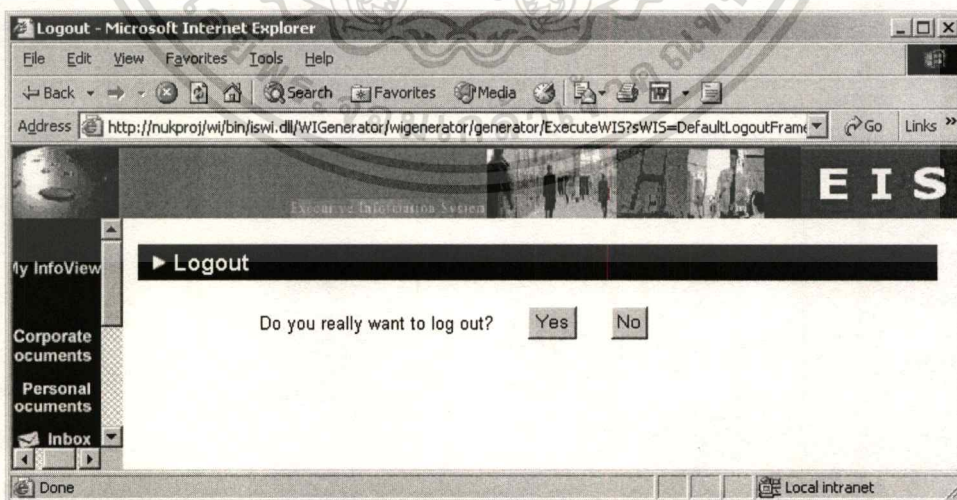 Logout - Microsoft Internet Explorer
File Edit View Favorites Tools Help
Back Search Favorites Media
Address http://nukproj/wi/bin/iswi.dll/WIGenerator/wigenerator/generator/ExecuteWIS?sWIS=DefaultLogoutFrame Go Links »
Executive Information System
EIS
My InfoView
Logout
Do you really want to log out? Yes No
Corporate
ocuments
Personal
ocuments
Inbox
Done Local intranet